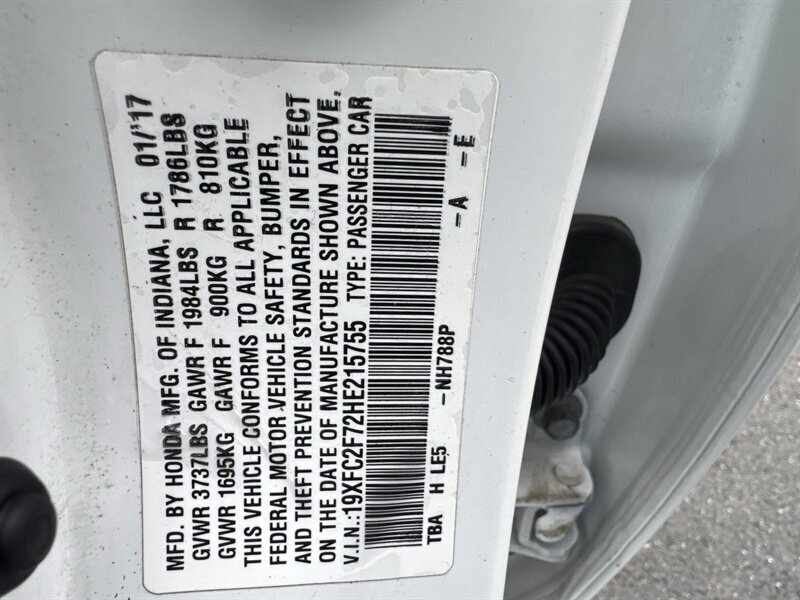 MFD. BY HONDA MFG. OF INDIANA, LLC 01/'17
GVWR 3737LBS GAWR F 1984LBS R 1786LBS
GVWR 1695KG GAWR F 900KG R 810KG
THIS VEHICLE CONFORMS TO ALL APPLICABLE
FEDERAL MOTOR VEHICLE SAFETY, BUMPER,
AND THEFT PREVENTION STANDARDS IN EFFECT
ON THE DATE OF MANUFACTURE SHOWN ABOVE.
V.I.N.:19XFC2F72HE215755 TYPE: PASSENGER CAR
TBA H LE5 -NH788P -A -E